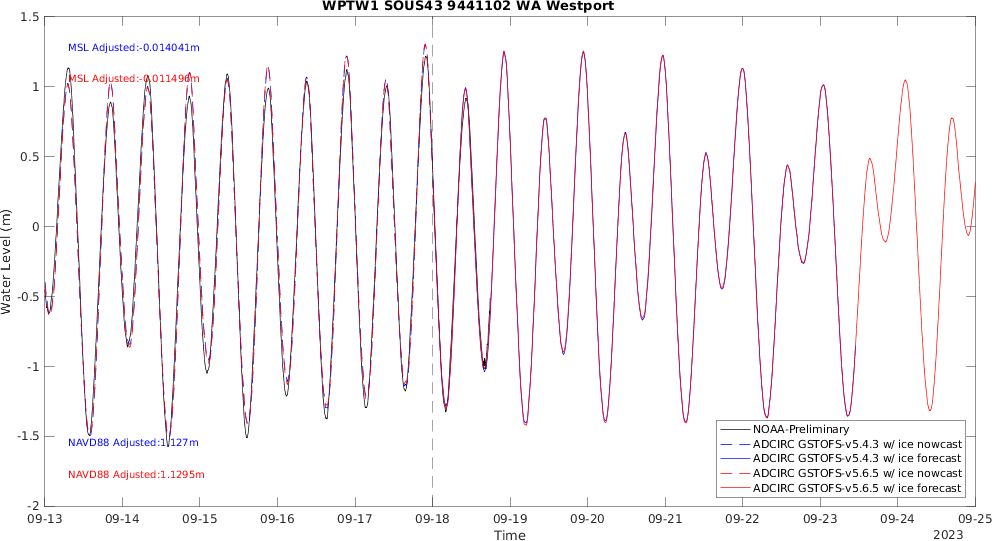 WPTW1 SOUS43 9441102 WA Westport
1.5
1
0.5
0
-0.5
-1
-1.5
-2
Water Level (m)
MSL Adjusted:-0.014041m
MSL Adjusted:-0.011496m
NAVD88 Adjusted:1.127m
NAVD88 Adjusted:1.1295m
NOAA-Preliminary
ADCIRC GSTOFS-v5.4.3 w/ ice nowcast
ADCIRC GSTOFS-v5.4.3 w/ ice forecast
ADCIRC GSTOFS-v5.6.5 w/ ice nowcast
ADCIRC GSTOFS-v5.6.5 w/ ice forecast
09-13 09-14 09-15 09-16 09-17 09-18 09-19 09-20 09-21 09-22 09-23 09-24 09-25
Time
2023